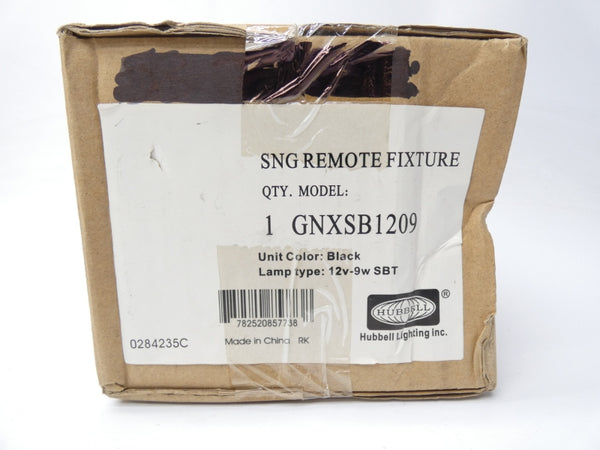 SNG REMOTE FIXTURE
QTY. MODEL:
1 GNXSB1209
Unit Color: Black
Lamp type: 12v-9w SBT
782520857738
HUBBELL ®
Hubbell Lighting inc.
0284235C
Made in China RK